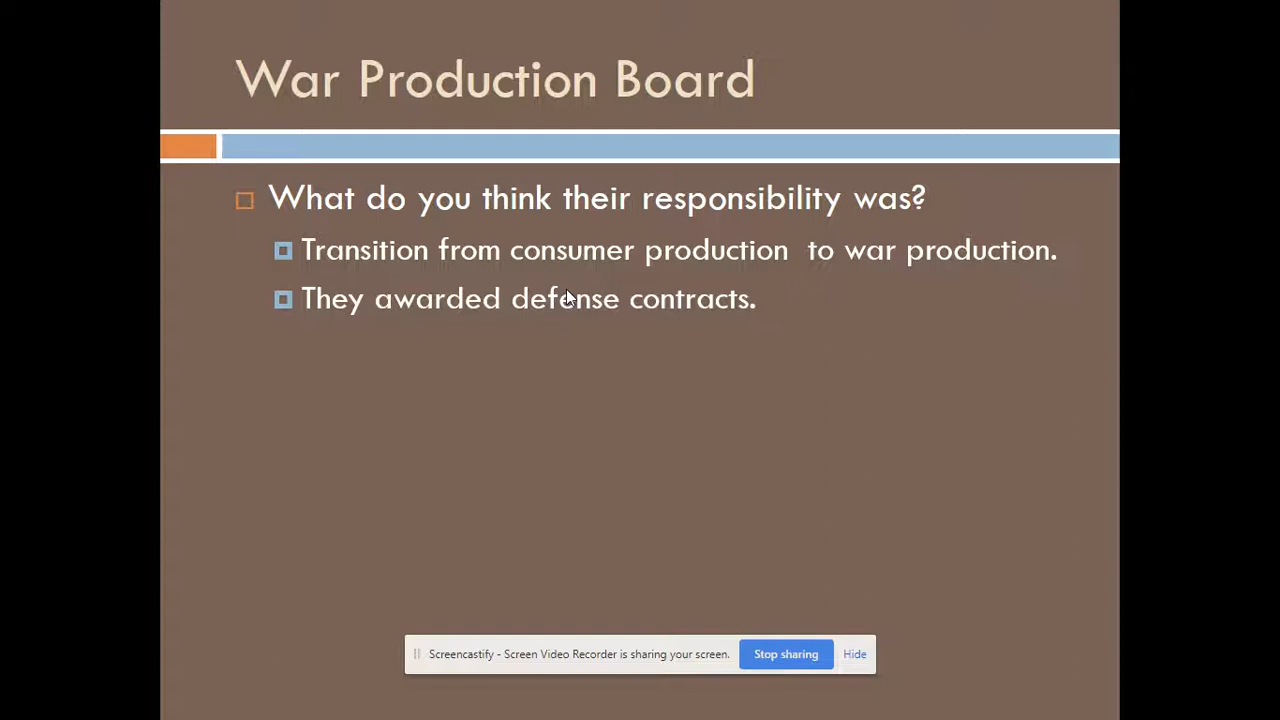 War Production Board
What do you think their responsibility was?
Transition from consumer production to war production.
They awarded defense contracts.
Screencastify - Screen Video Recorder is sharing your screen.
Stop sharing
Hide